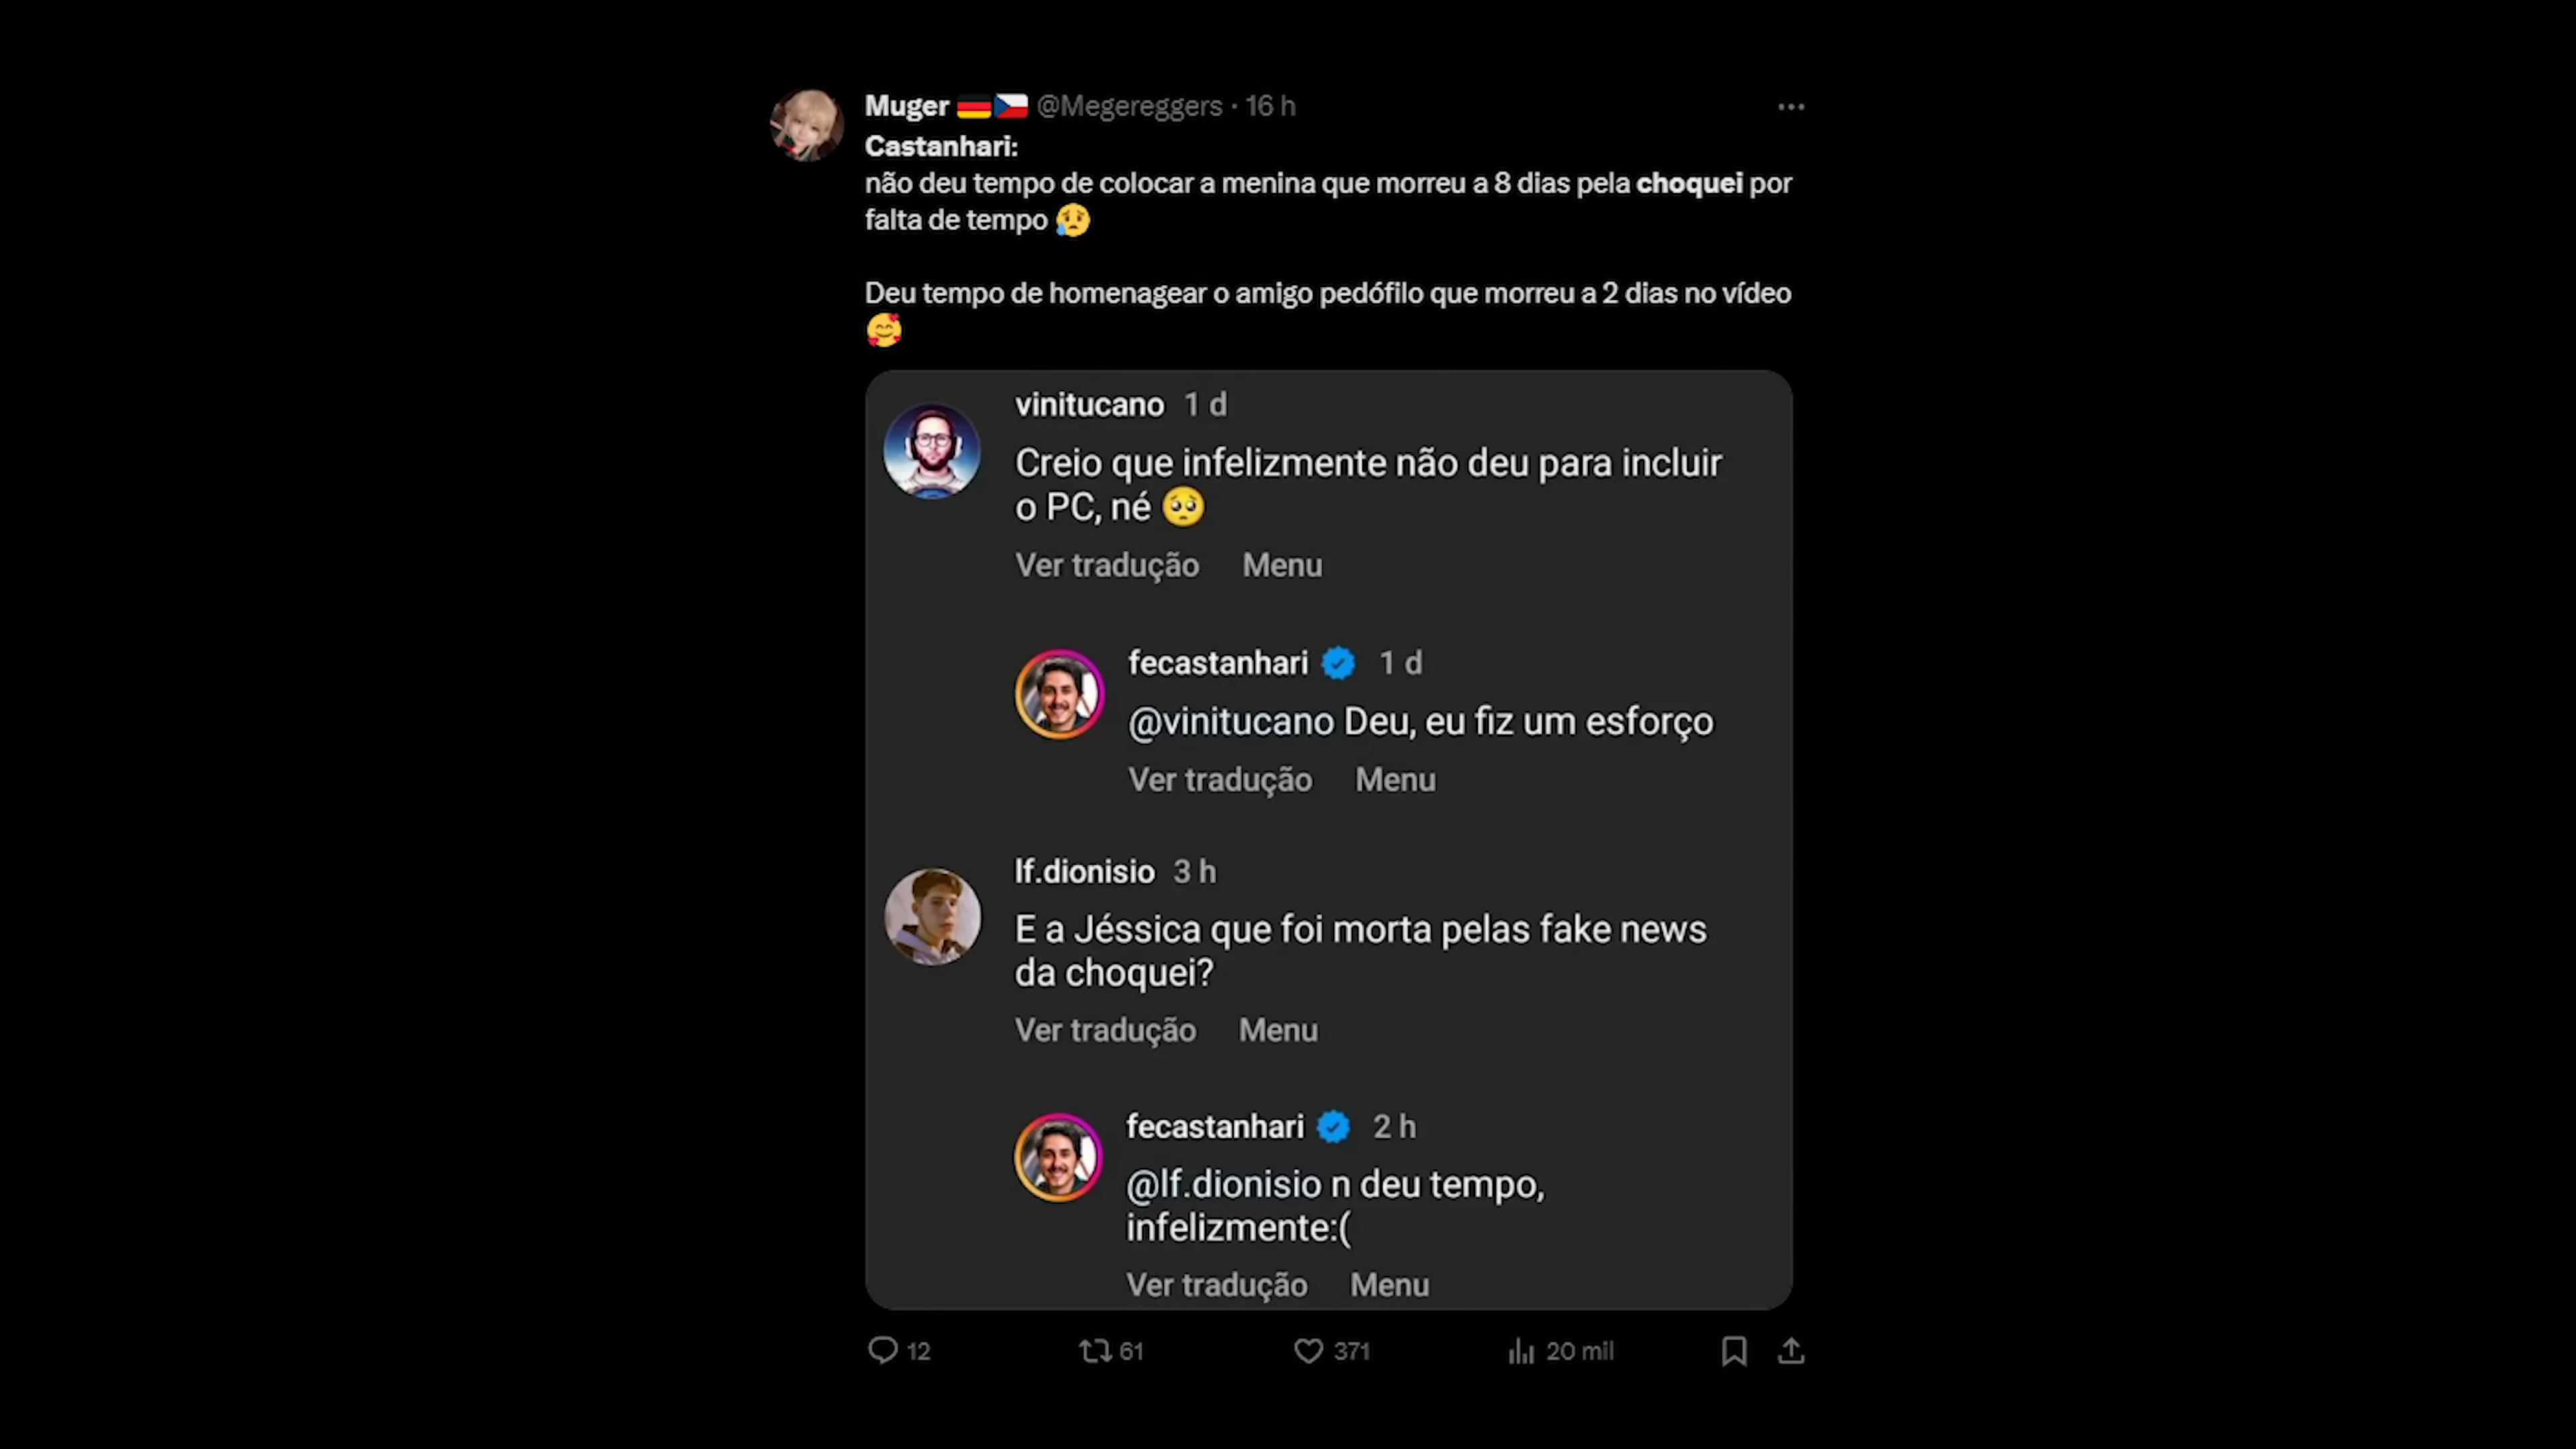 Muger 🇩🇪🇨🇿 @Megereggers · 16 h
Castanhari:
não deu tempo de colocar a menina que morreu a 8 dias pela choquei por
falta de tempo 😥
Deu tempo de homenagear o amigo pedófilo que morreu a 2 dias no vídeo
🥰
vinitucano 1 d
Creio que infelizmente não deu para incluir
o PC, né 🥺
Ver tradução Menu
fecastanhari 1 d
@vinitucano Deu, eu fiz um esforço
Ver tradução Menu
lf.dionisio 3 h
E a Jéssica que foi morta pelas fake news
da choquei?
Ver tradução Menu
fecastanhari 2 h
@lf.dionisio n deu tempo,
infelizmente:(
Ver tradução Menu
12 61 371 20 mil